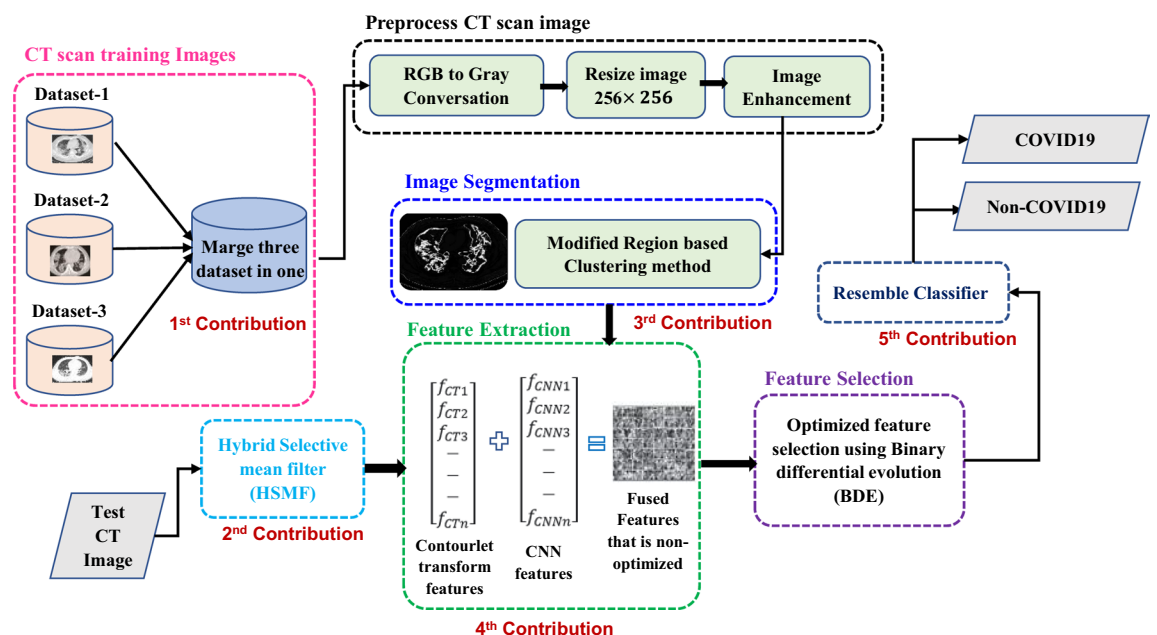 CT scan training Images
Dataset-1
Dataset-2
Dataset-3
Marge three
dataset in one
1st Contribution
Preprocess CT scan image
RGB to Gray
Conversation
Resize image
256× 256
Image
Enhancement
Image Segmentation
Modified Region based
Clustering method
3rd Contribution
Test
CT
Image
Hybrid Selective
mean filter
(HSMF)
2nd Contribution
Feature Extraction
fCT1
fCT2
fCT3
–
–
–
fCTn
Contourlet
transform
features
+
fCNN1
fCNN2
fCNN3
–
–
–
fCNNn
CNN
features
=
Fused
Features
that is non-
optimized
4th Contribution
Feature Selection
Optimized feature
selection using Binary
differential evolution
(BDE)
Resemble Classifier
5th Contribution
COVID19
Non-COVID19